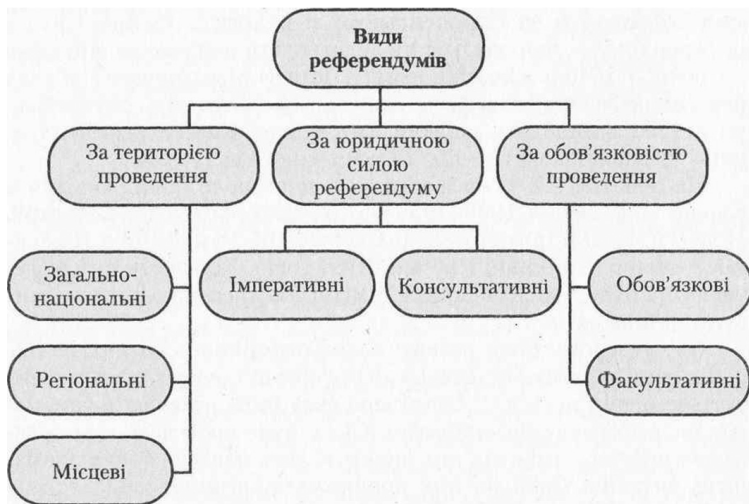 Види
референдумів
За територією
проведення
За юридичною
силою
референдуму
За обов’язковістю
проведення
Загально-
національні
Імперативні
Консультативні
Обов’язкові
Регіональні
Факультативні
Місцеві